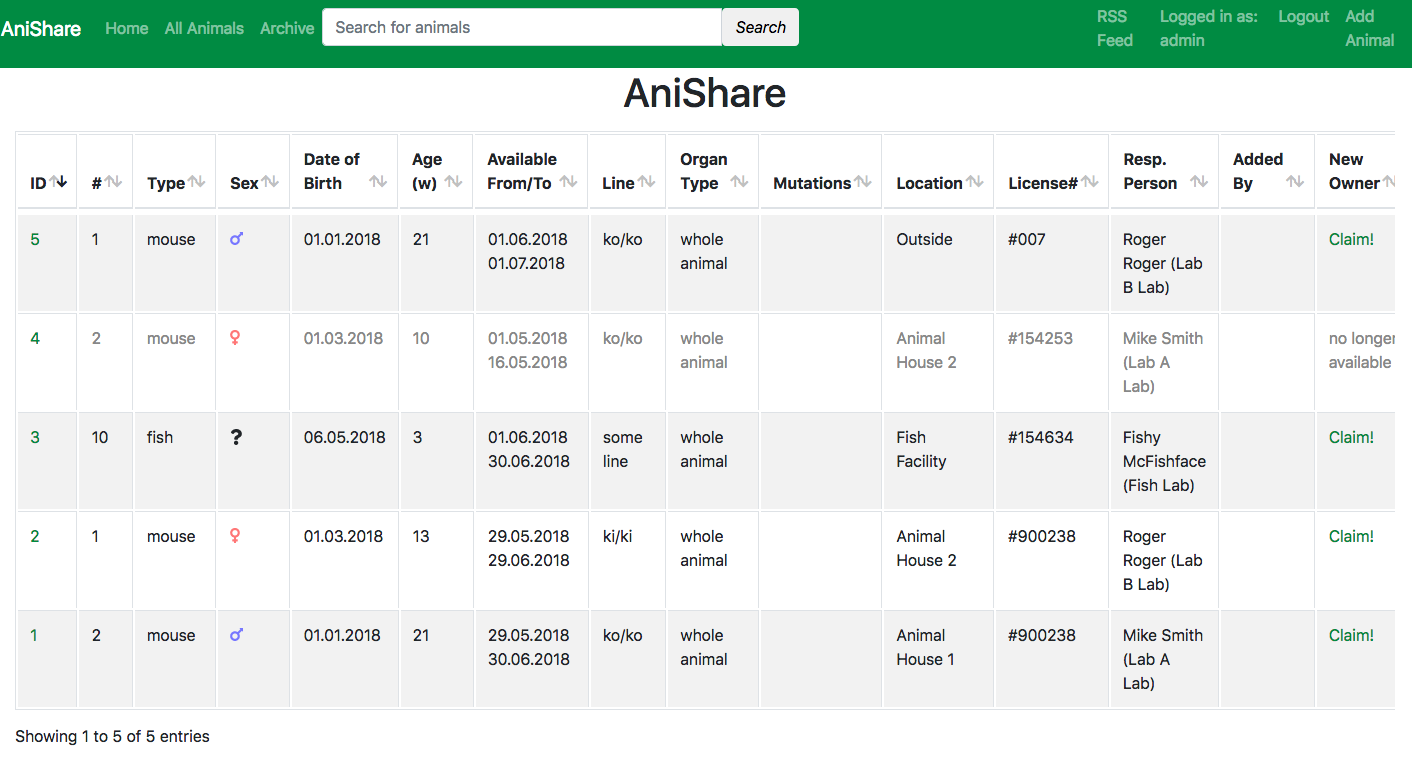 AniShare Home All Animals Archive Search for animals Search RSS Feed Logged in as: admin Logout Add Animal
AniShare
ID # Type Sex Date of Birth Age (w) Available From/To Line Organ Type Mutations Location License# Resp. Person Added By New Owner
5 1 mouse ♂ 01.01.2018 21 01.06.2018 01.07.2018 ko/ko whole animal Outside #007 Roger Roger (Lab B Lab) Claim!
4 2 mouse ♀ 01.03.2018 10 01.05.2018 16.05.2018 ko/ko whole animal Animal House 2 #154253 Mike Smith (Lab A Lab) no longer available
3 10 fish ? 06.05.2018 3 01.06.2018 30.06.2018 some line whole animal Fish Facility #154634 Fishy McFishface (Fish Lab) Claim!
2 1 mouse ♀ 01.03.2018 13 29.05.2018 29.06.2018 ki/ki whole animal Animal House 2 #900238 Roger Roger (Lab B Lab) Claim!
1 2 mouse ♂ 01.01.2018 21 29.05.2018 30.06.2018 ko/ko whole animal Animal House 1 #900238 Mike Smith (Lab A Lab) Claim!
Showing 1 to 5 of 5 entries